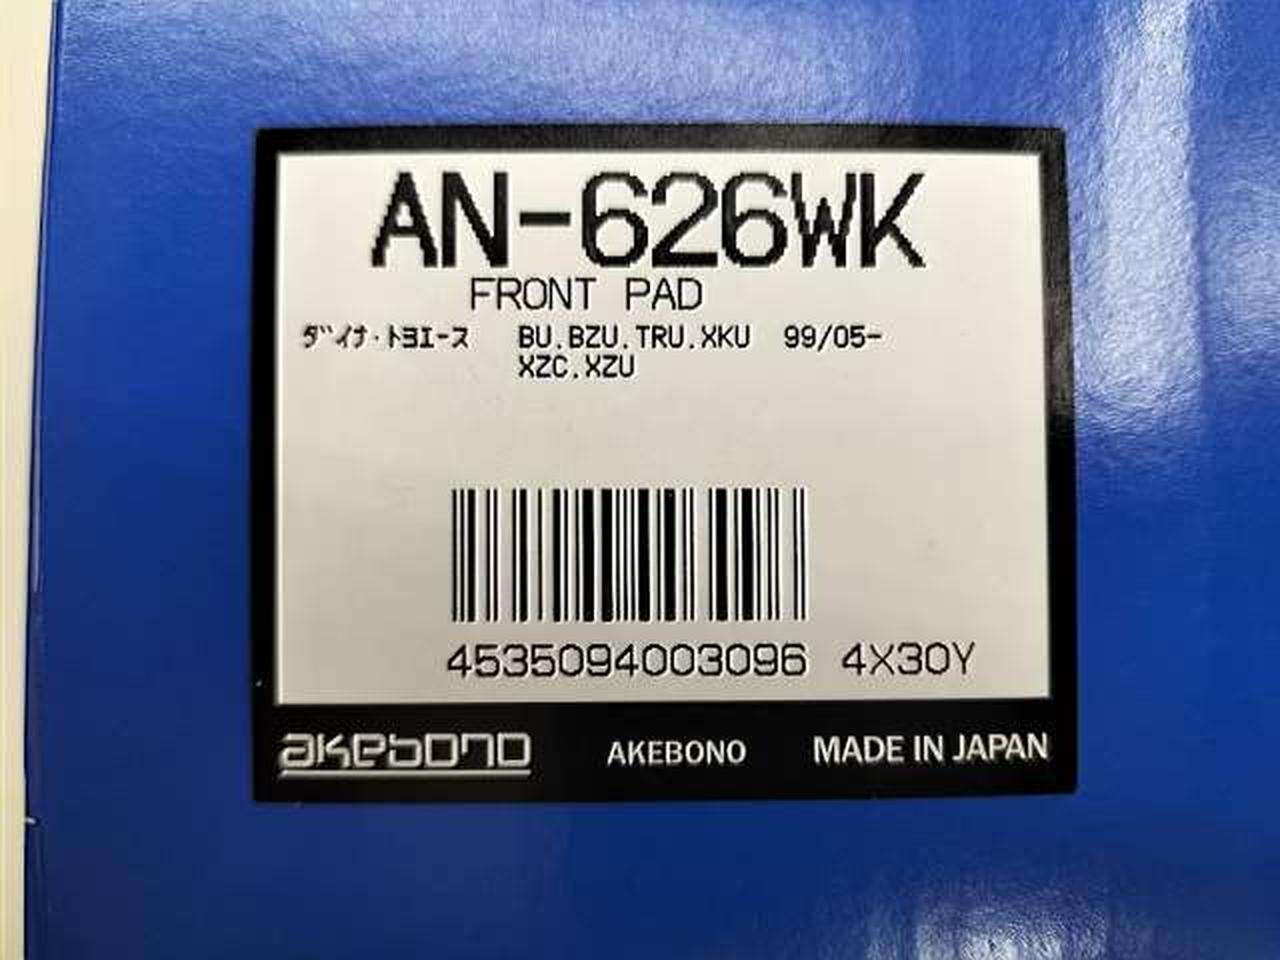 AN-626WK
FRONT PAD
ﾀﾞｲﾅ・ﾄﾖｴｰｽ BU.BZU.TRU.XKU 99/05-
XZC.XZU
4535094003096 4X30Y
akebono AKEBONO MADE IN JAPAN